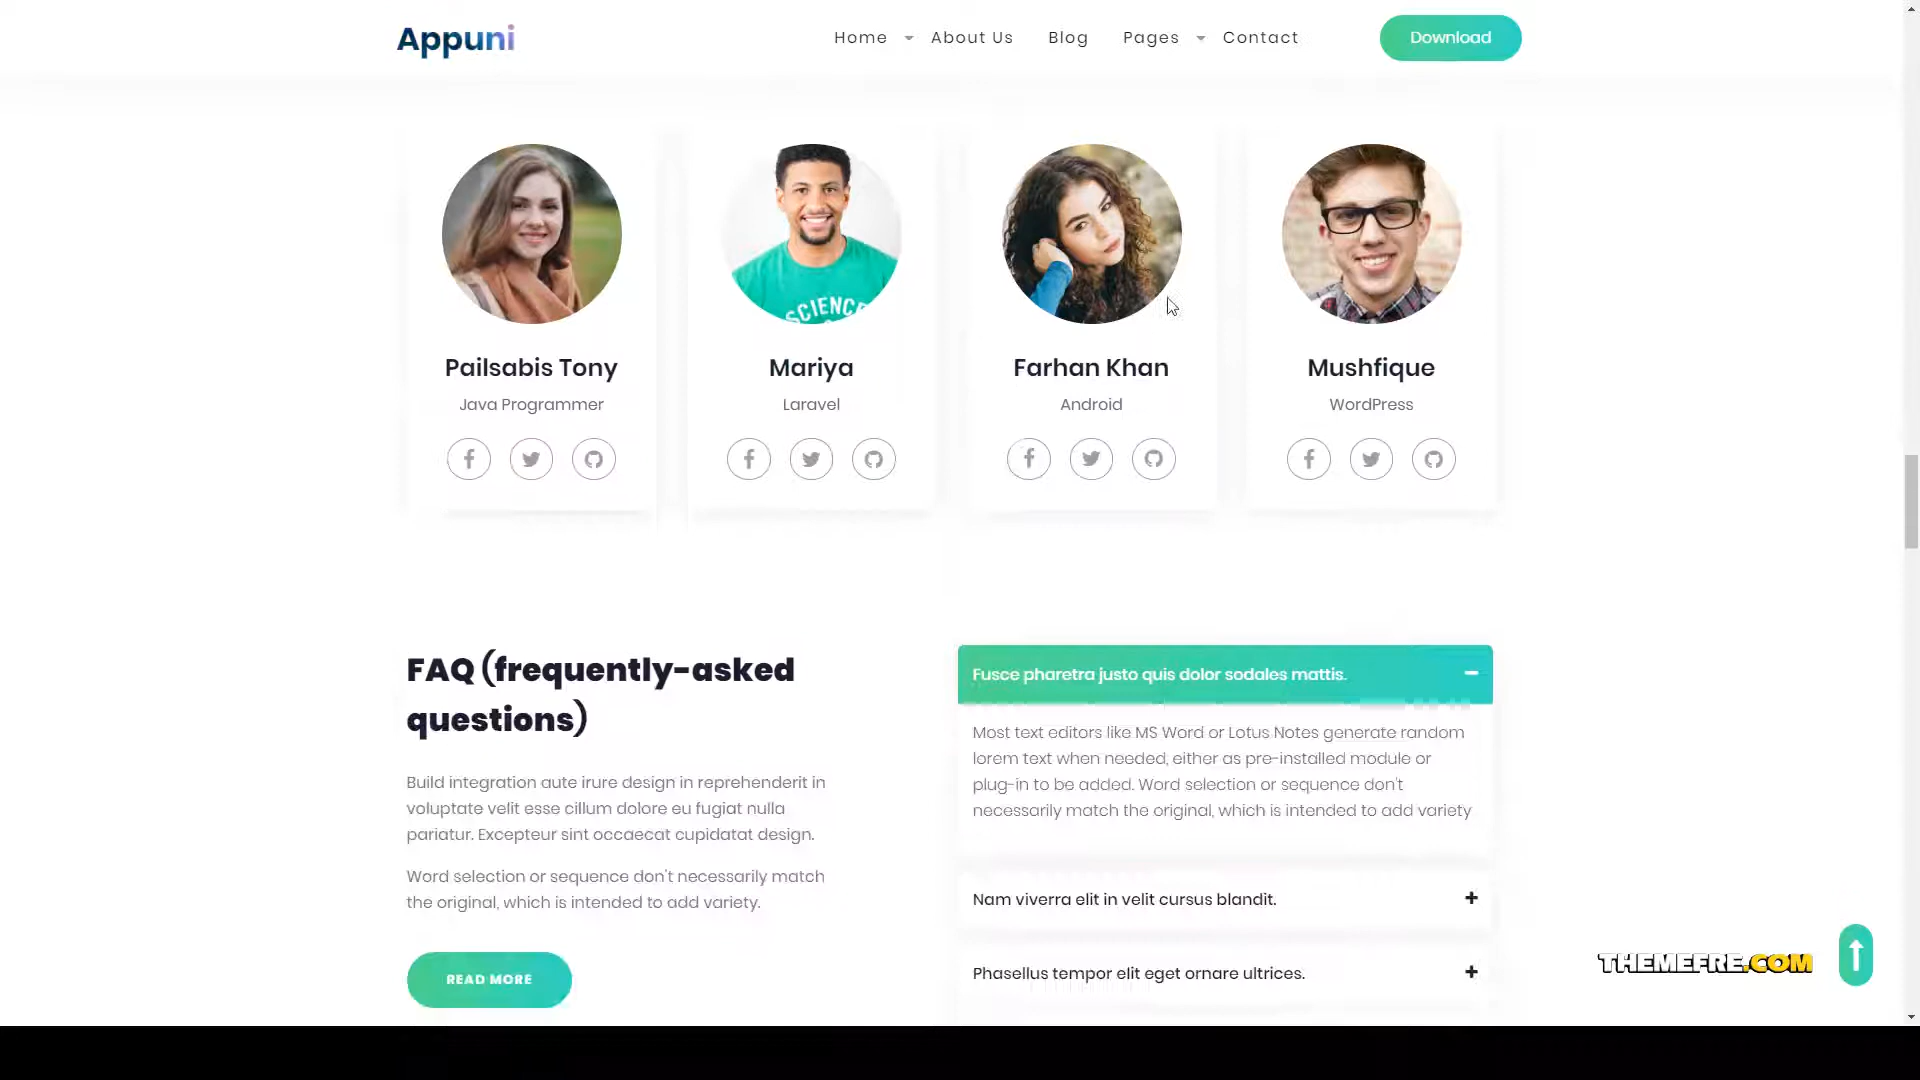 Appuni
Home
About Us
Blog
Pages
Contact
Download
SCIENCE
Pailsabis Tony
Java Programmer
Mariya
Laravel
Farhan Khan
Android
Mushfique
WordPress
FAQ (frequently-asked
questions)
Build integration aute irure design in reprehenderit in
voluptate velit esse cillum dolore eu fugiat nulla
pariatur. Excepteur sint occaecat cupidatat design.
Word selection or sequence don't necessarily match
the original, which is intended to add variety.
READ MORE
Fusce pharetra justo quis dolor sodales mattis.
Most text editors like MS Word or Lotus Notes generate random
lorem text when needed, either as pre-installed module or
plug-in to be added. Word selection or sequence don't
necessarily match the original, which is intended to add variety
Nam viverra elit in velit cursus blandit.
Phasellus tempor elit eget ornare ultrices.
THEMEFRE.COM